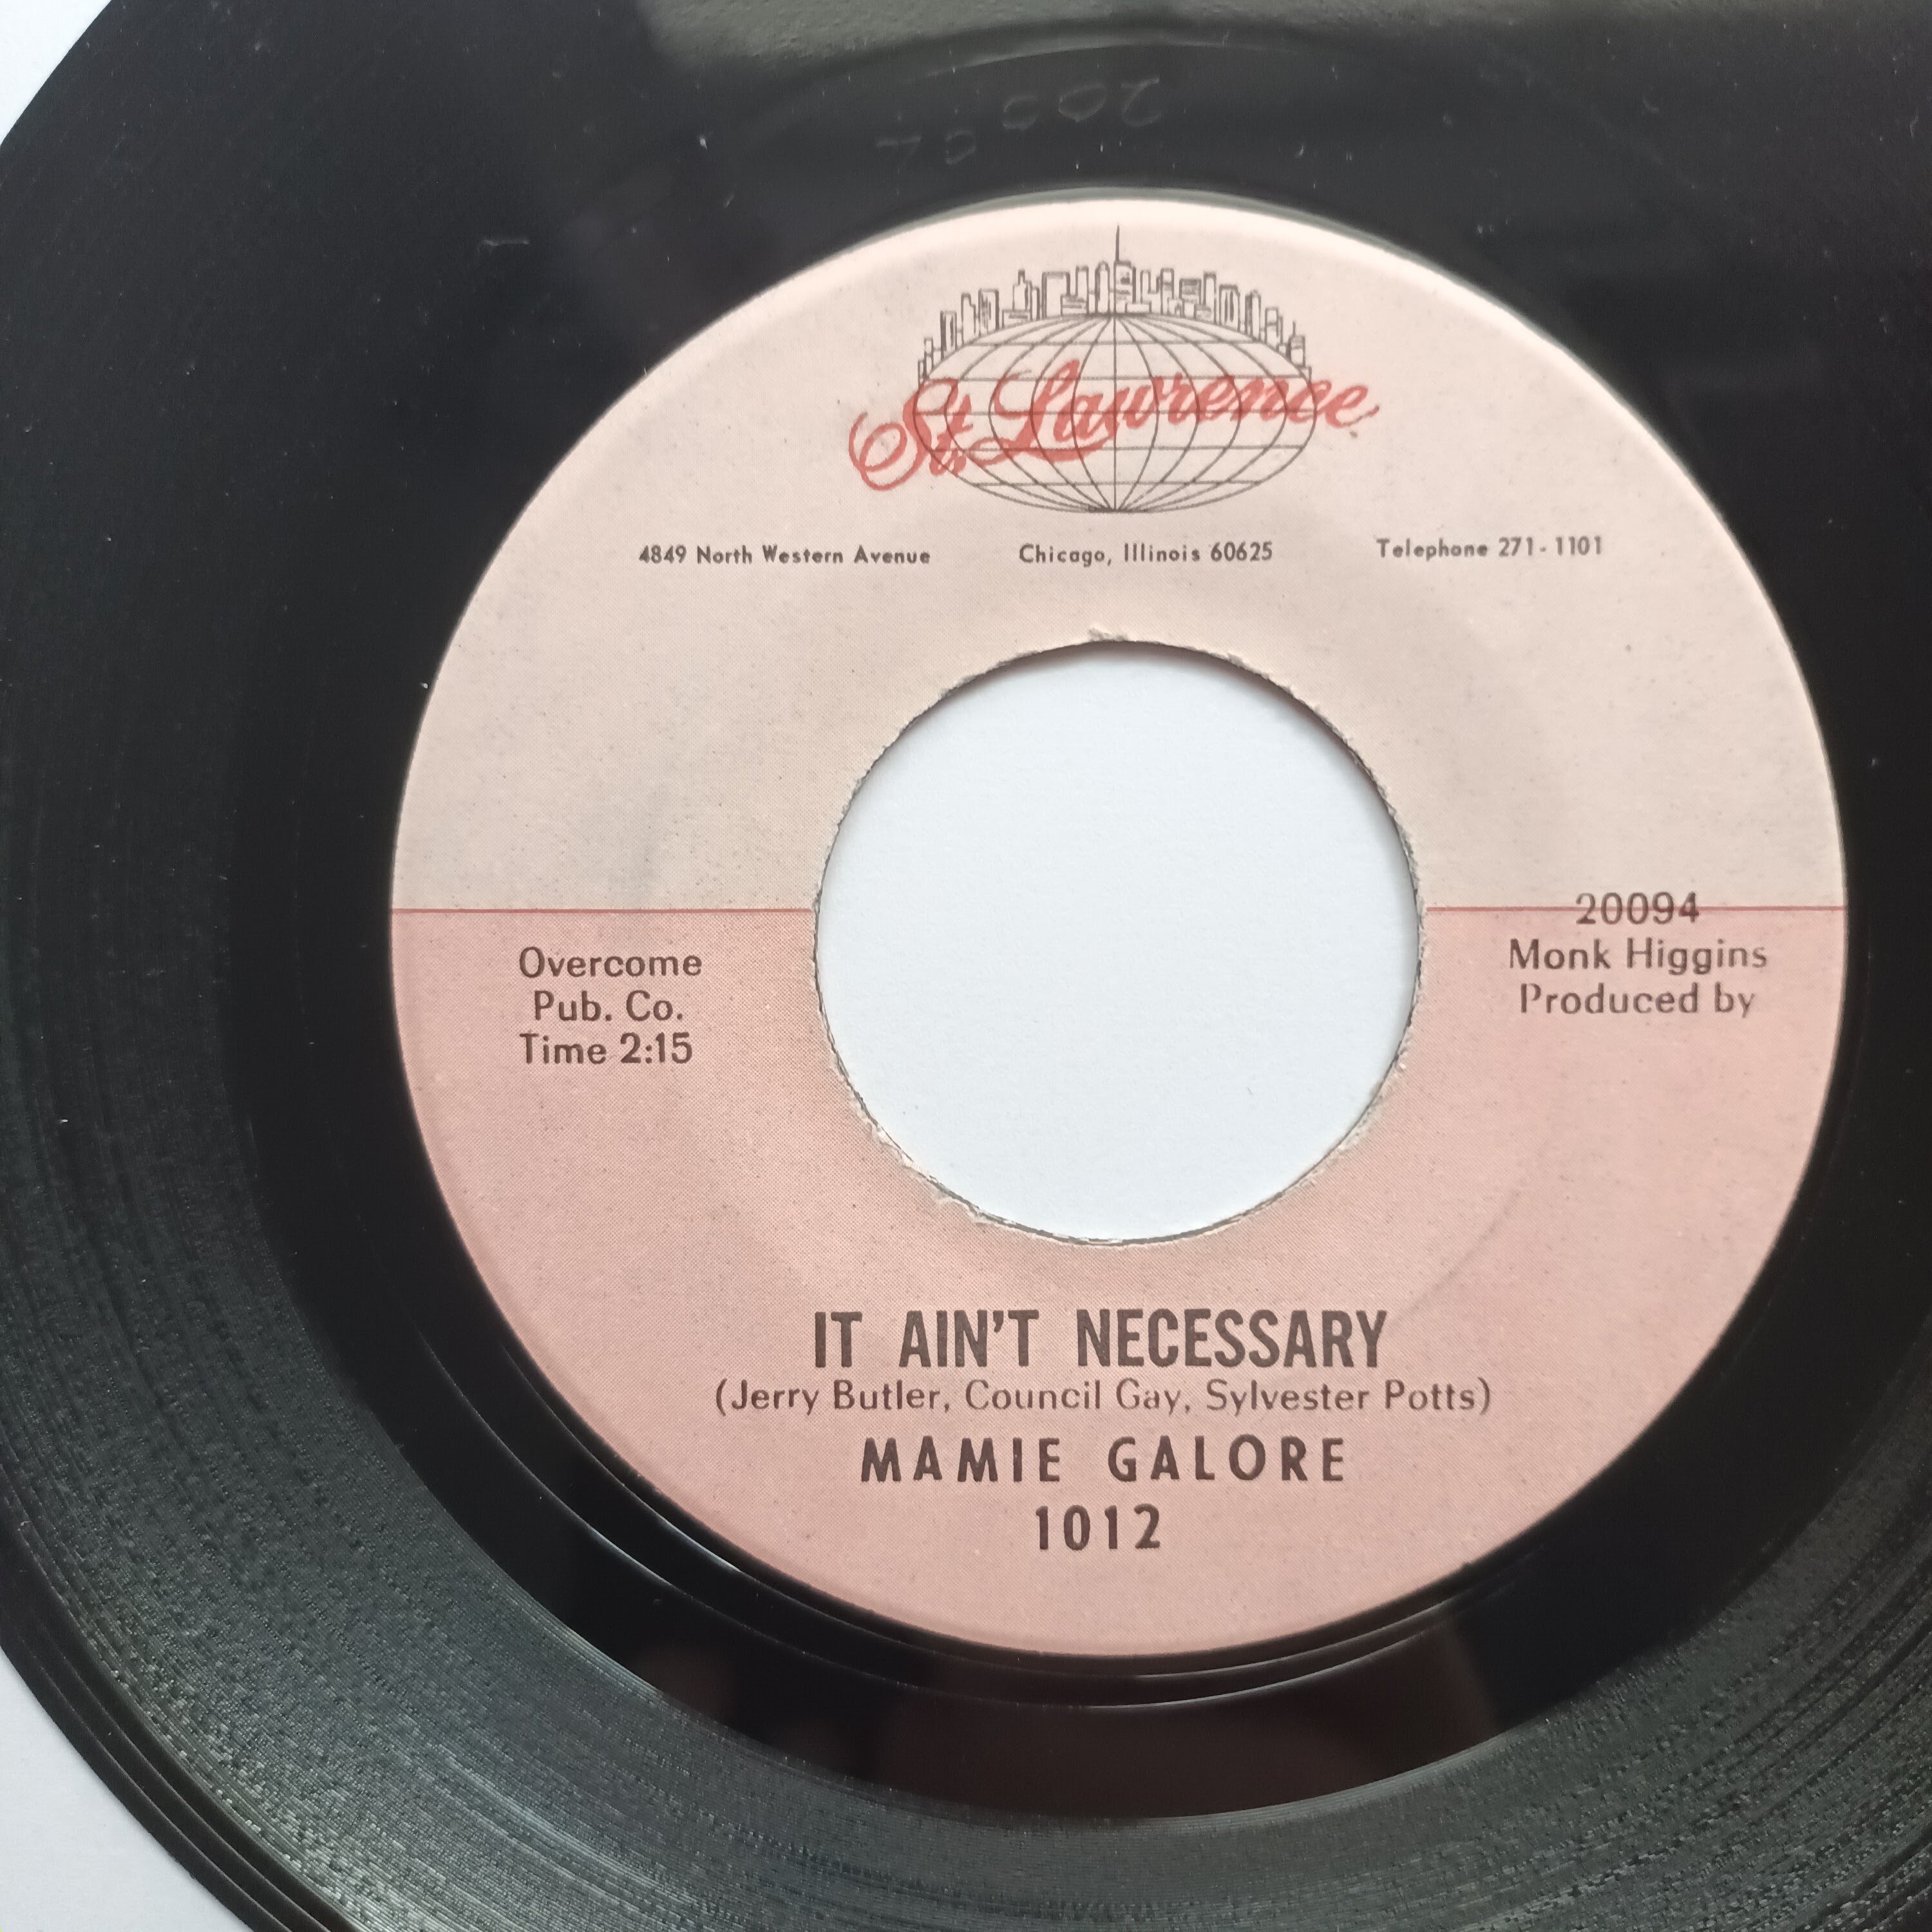 St. Lawrence
4849 North Western Avenue Chicago, Illinois 60625 Telephone 271-1101
Overcome
Pub. Co.
Time 2:15
20094
Monk Higgins
Produced by
IT AIN'T NECESSARY
(Jerry Butler, Council Gay, Sylvester Potts)
MAMIE GALORE
1012